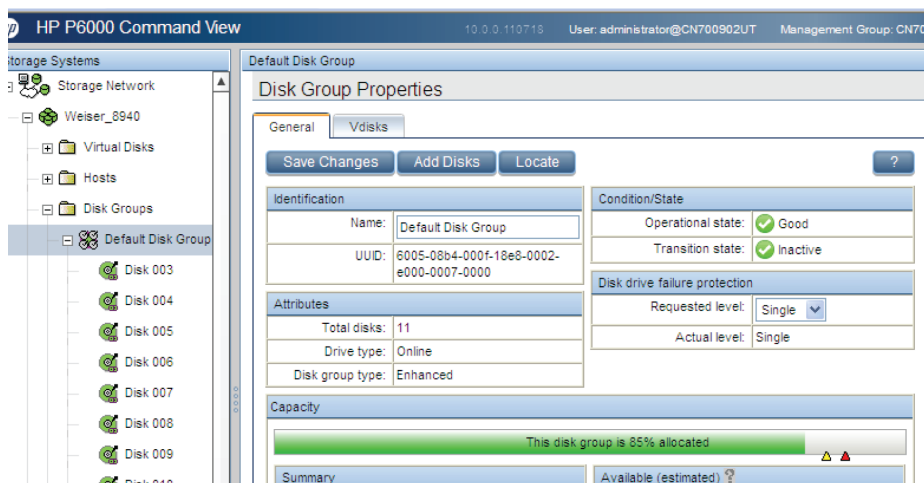 HP P6000 Command View
10.0.0.110718
User: administrator@CN700902UT
Management Group: CN70
Storage Systems
Storage Network
Weiser_8940
Virtual Disks
Hosts
Disk Groups
Default Disk Group
Disk 003
Disk 004
Disk 005
Disk 006
Disk 007
Disk 008
Disk 009
Default Disk Group
Disk Group Properties
General
Vdisks
Save Changes
Add Disks
Locate
?
Identification
Name: Default Disk Group
UUID: 6005-08b4-000f-18e8-0002-
e000-0007-0000
Attributes
Total disks: 11
Drive type: Online
Disk group type: Enhanced
Condition/State
Operational state: Good
Transition state: Inactive
Disk drive failure protection
Requested level: Single
Actual level: Single
Capacity
This disk group is 85% allocated
Summary
Available (estimated) ?